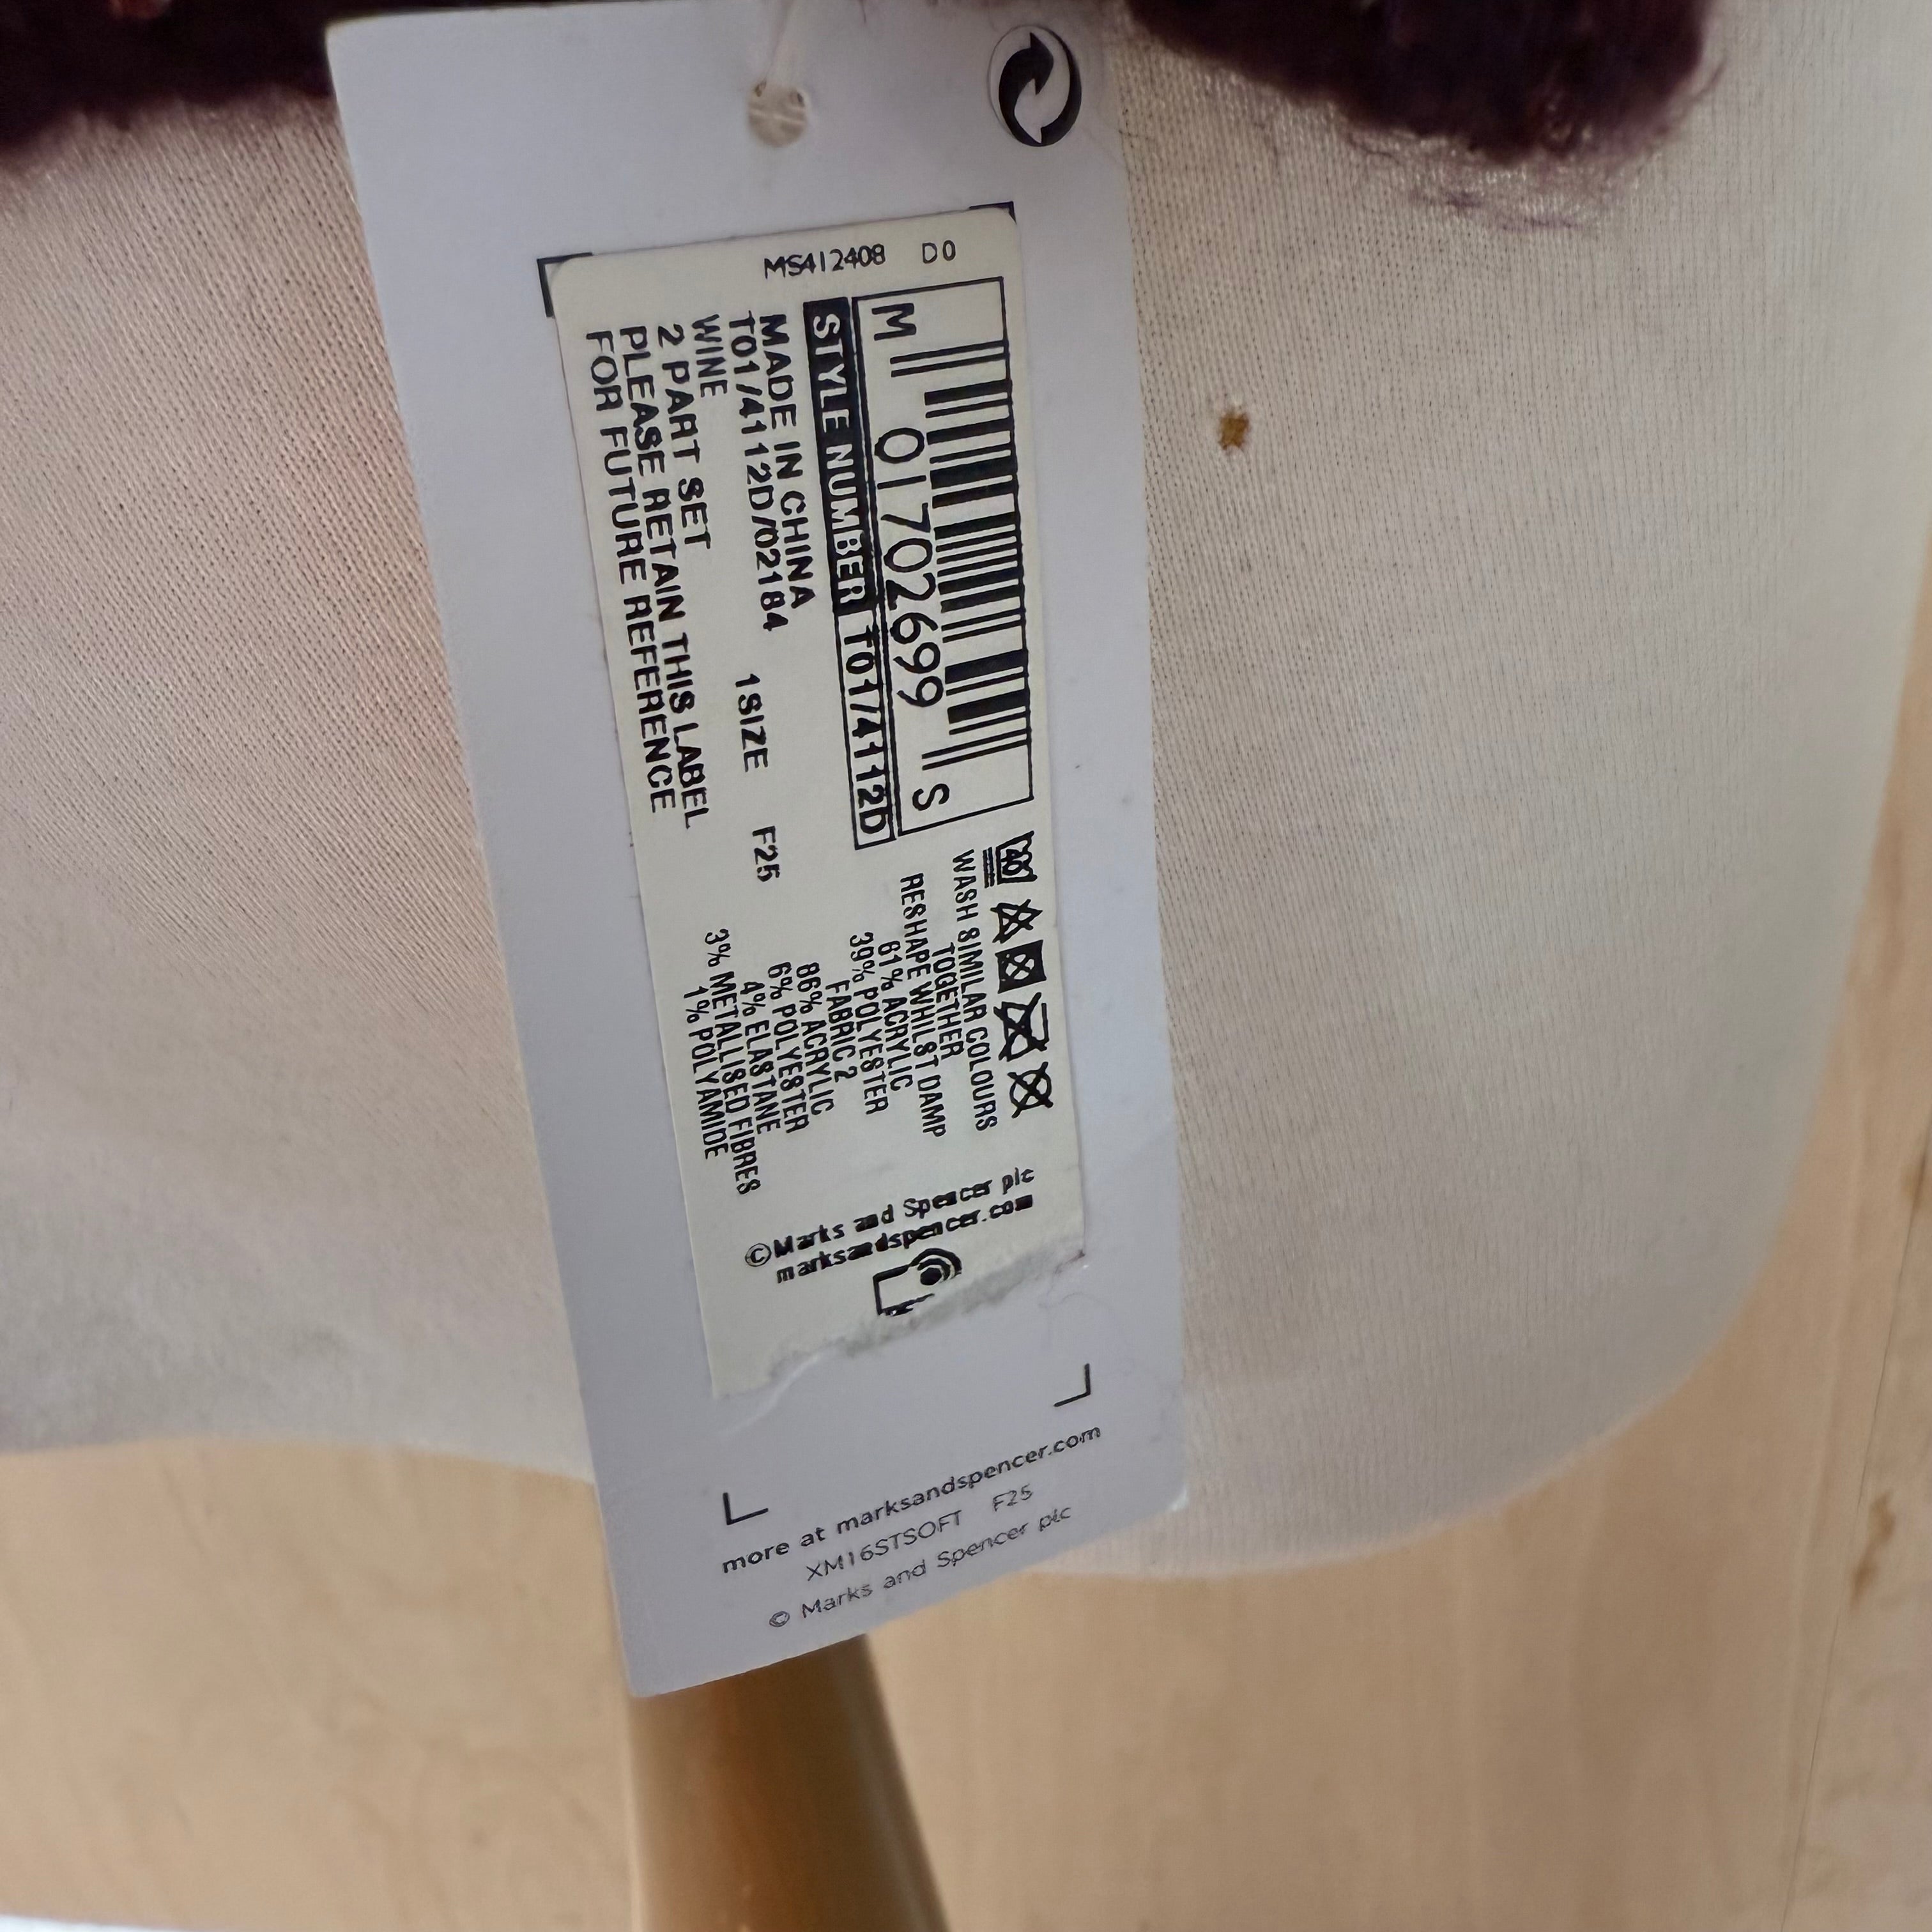 MS412408 D0
M 01702699 S
STYLE NUMBER T01/4112D
MADE IN CHINA
T01/4112D/02184 1SIZE F25
WINE
2 PART SET
PLEASE RETAIN THIS LABEL
FOR FUTURE REFERENCE
40
WASH SIMILAR COLOURS
TOGETHER
RESHAPE WHILST DAMP
61% ACRYLIC
39% POLYESTER
FABRIC 2
86% ACRYLIC
6% POLYESTER
4% ELASTANE
3% METALLISED FIBRES
1% POLYAMIDE
©Marks and Spencer plc
marksandspencer.com
more at marksandspencer.com
XM16STSOFT F25
© Marks and Spencer plc